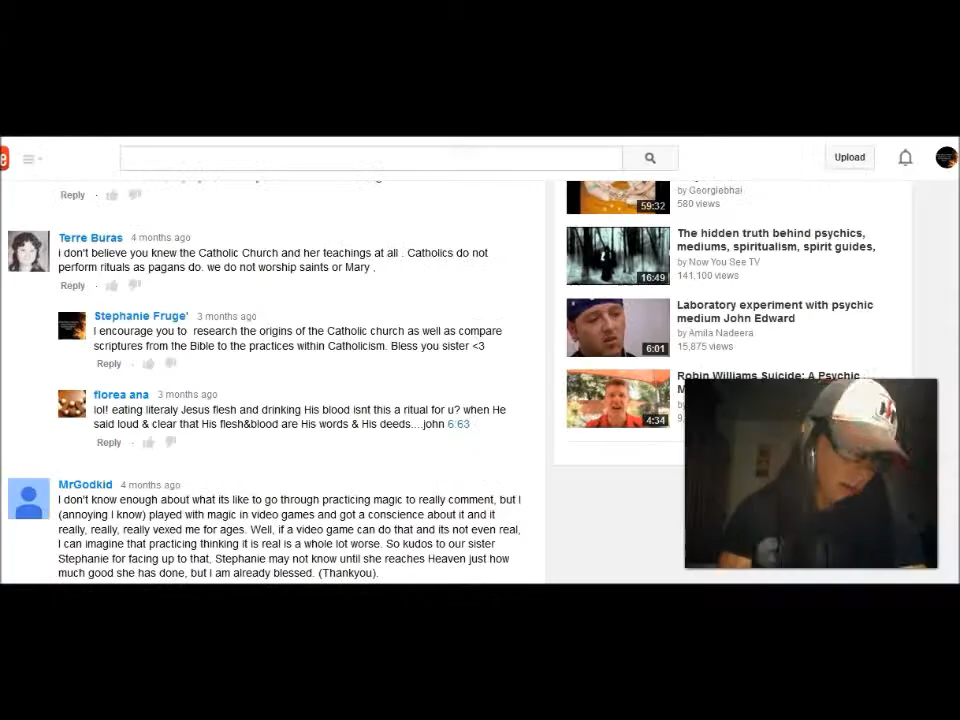 e
Upload
Reply ·
by Georgiebhai
59:32
580 views
Terre Buras 4 months ago
i don't believe you knew the Catholic Church and her teachings at all . Catholics do not
perform rituals as pagans do. we do not worship saints or Mary .
Reply ·
The hidden truth behind psychics,
mediums, spiritualism, spirit guides,
by Now You See TV
16:49
141,100 views
Stephanie Fruge' 3 months ago
I encourage you to research the origins of the Catholic church as well as compare
scriptures from the Bible to the practices within Catholicism. Bless you sister <3
Reply ·
Laboratory experiment with psychic
medium John Edward
by Amila Nadeera
6:01
15,875 views
florea ana 3 months ago
lol! eating literaly Jesus flesh and drinking His blood isnt this a ritual for u? when He
said loud & clear that His flesh&blood are His words & His deeds....john 6:63
Reply ·
Robin Williams Suicide: A Psychic
4:34
MrGodkid 4 months ago
I don't know enough about what its like to go through practicing magic to really comment, but I
(annoying I know) played with magic in video games and got a conscience about it and it
really, really, really vexed me for ages. Well, if a video game can do that and its not even real,
I can imagine that practicing thinking it is real is a whole lot worse. So kudos to our sister
Stephanie for facing up to that, Stephanie may not know until she reaches Heaven just how
much good she has done, but I am already blessed. (Thankyou).